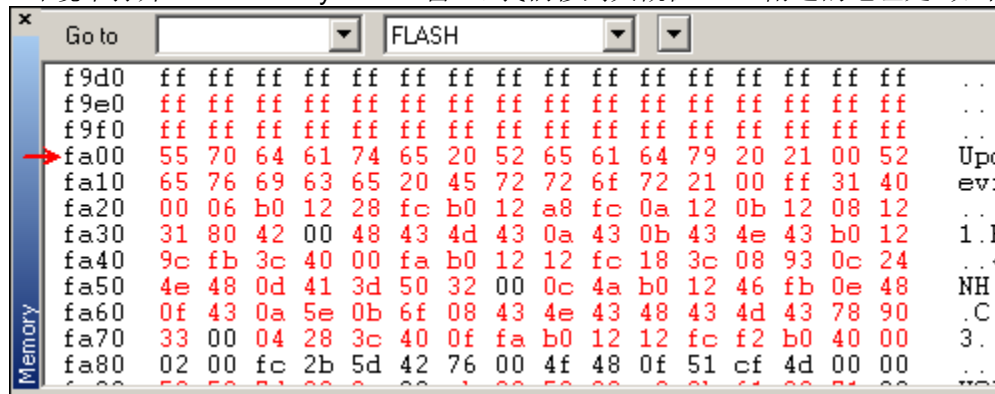 Go to FLASH
f9d0 ff ff ff ff ff ff ff ff ff ff ff ff ff ff ff ff ..
f9e0 ff ff ff ff ff ff ff ff ff ff ff ff ff ff ff ff ..
f9f0 ff ff ff ff ff ff ff ff ff ff ff ff ff ff ff ff ..
fa00 55 70 64 61 74 65 20 52 65 61 64 79 20 21 00 52 Upd
fa10 65 76 69 63 65 20 45 72 72 6f 72 21 00 ff 31 40 evi
fa20 00 06 b0 12 28 fc b0 12 a8 fc 0a 12 0b 12 08 12 ..
fa30 31 80 42 00 48 43 4d 43 0a 43 0b 43 4e 43 b0 12 1.
fa40 9c fb 3c 40 00 fa b0 12 12 fc 18 3c 08 93 0c 24 ..
fa50 4e 48 0d 41 3d 50 32 00 0c 4a b0 12 46 fb 0e 48 NH
fa60 0f 43 0a 5e 0b 6f 08 43 4e 43 48 43 4d 43 78 90 .C
fa70 33 00 04 28 3c 40 0f fa b0 12 12 fc f2 b0 40 00 3.
fa80 02 00 fc 2b 5d 42 76 00 4f 48 0f 51 cf 4d 00 00 ..
Memory